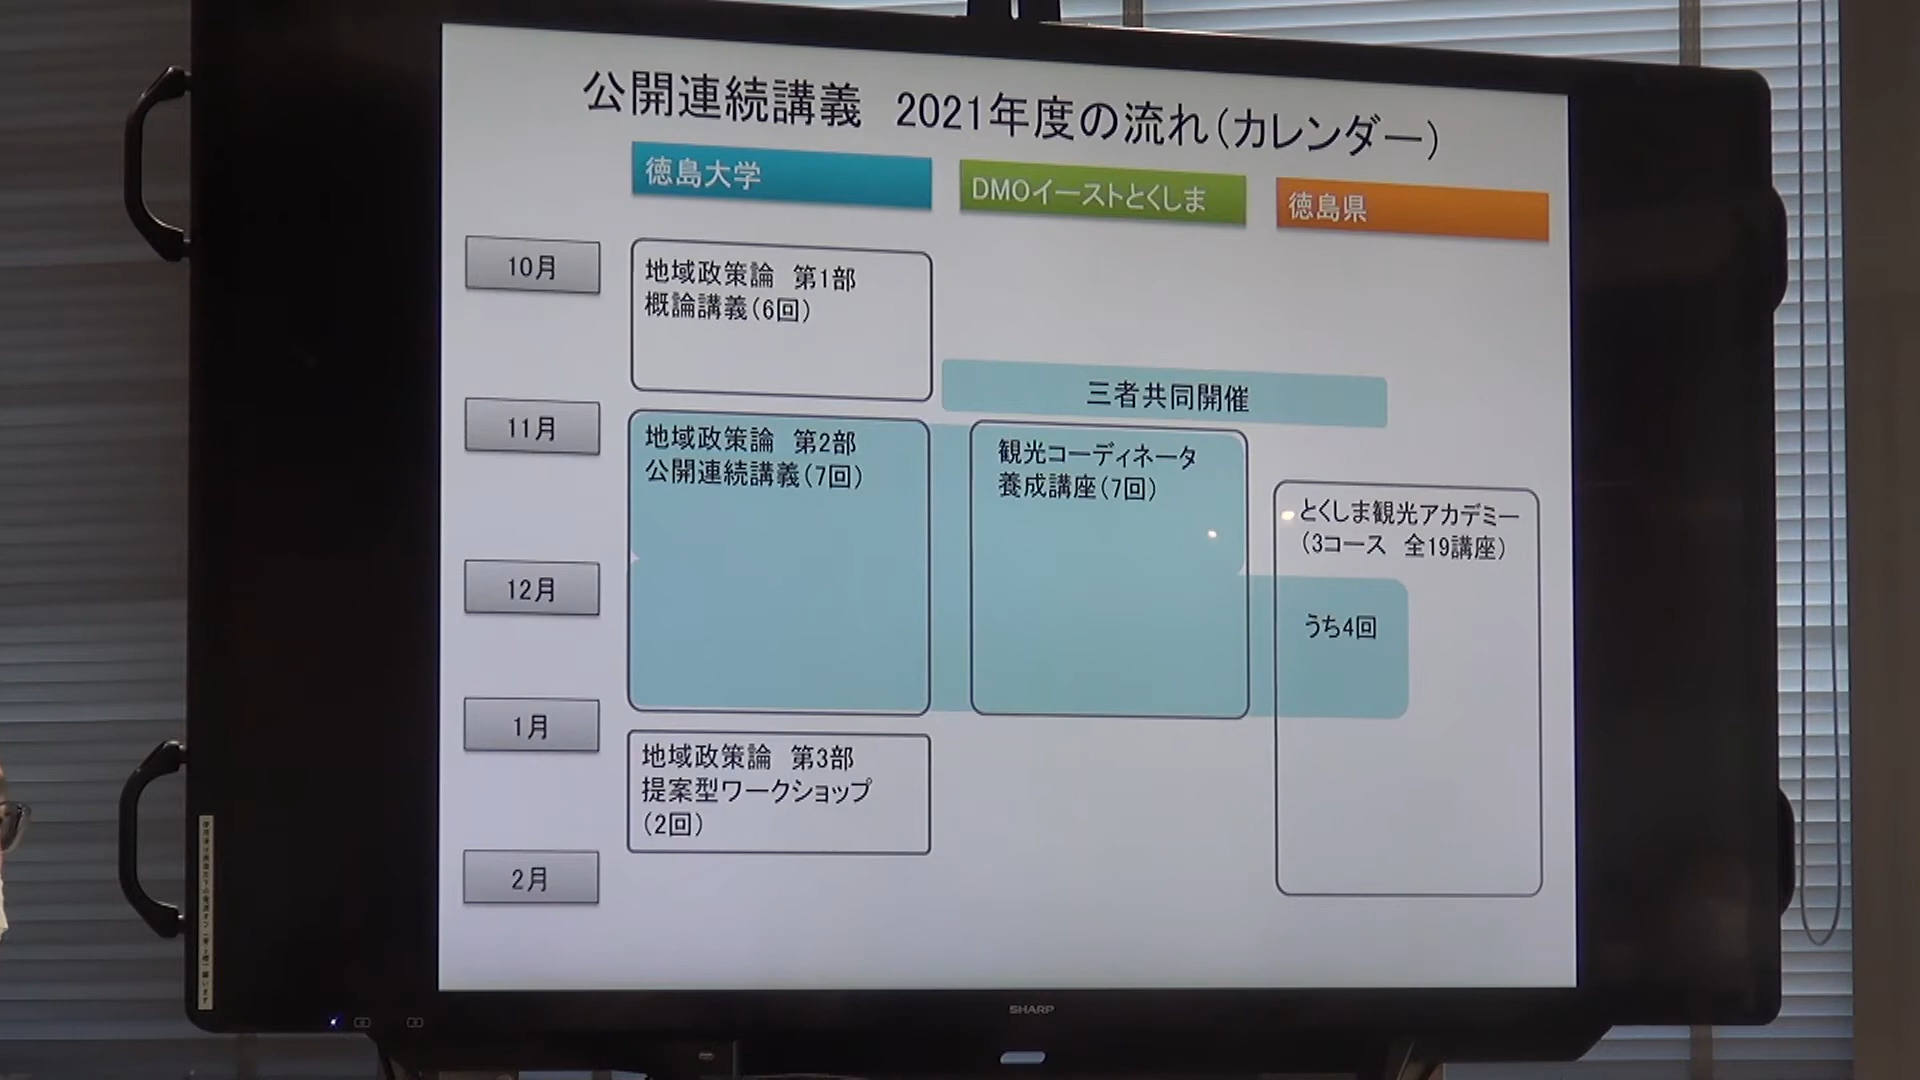 公開連続講義　2021年度の流れ（カレンダー）
徳島大学
DMOイーストとくしま
徳島県
10月
地域政策論　第1部
概論講義（6回）
三者共同開催
11月
地域政策論　第2部
公開連続講義（7回）
観光コーディネータ
養成講座（7回）
とくしま観光アカデミー
（3コース　全19講座）
12月
うち4回
1月
地域政策論　第3部
提案型ワークショップ
（2回）
2月
SHARP